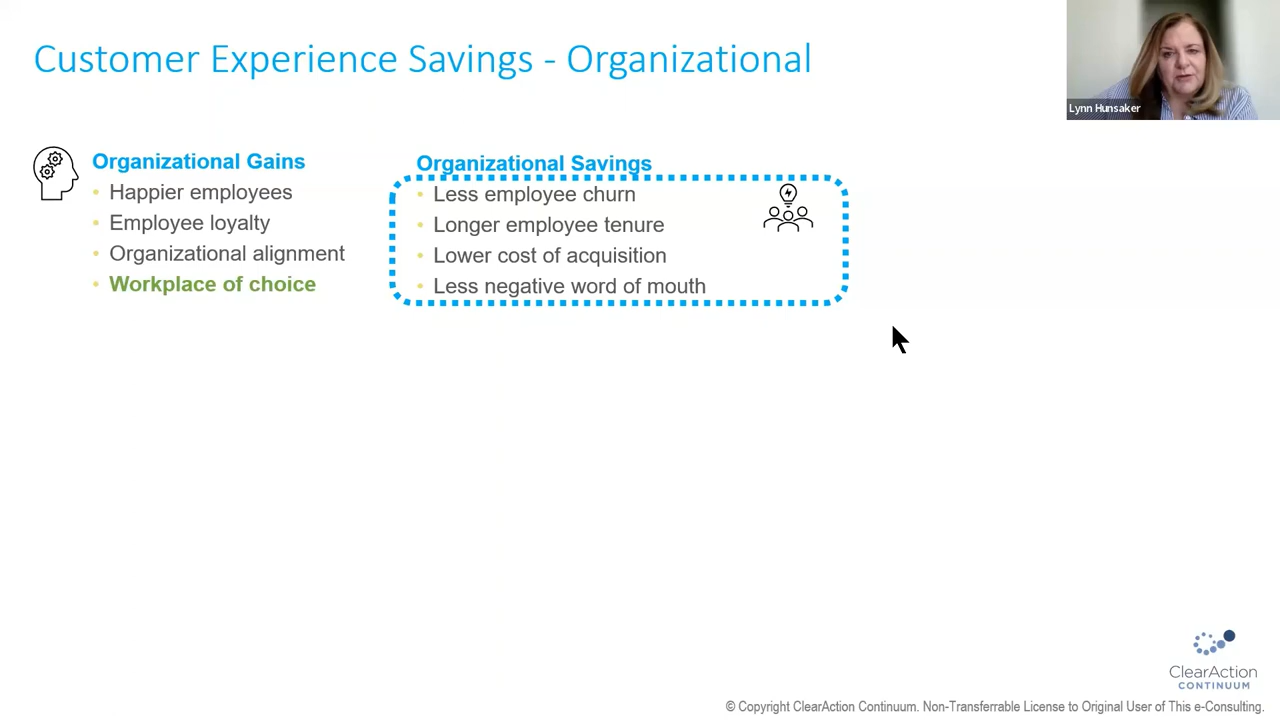 Customer Experience Savings - Organizational
Lynn Hunsaker
Organizational Gains
• Happier employees
• Employee loyalty
• Organizational alignment
• Workplace of choice
Organizational Savings
• Less employee churn
• Longer employee tenure
• Lower cost of acquisition
• Less negative word of mouth
ClearAction
CONTINUUM
© Copyright ClearAction Continuum. Non-Transferrable License to Original User of This e-Consulting.